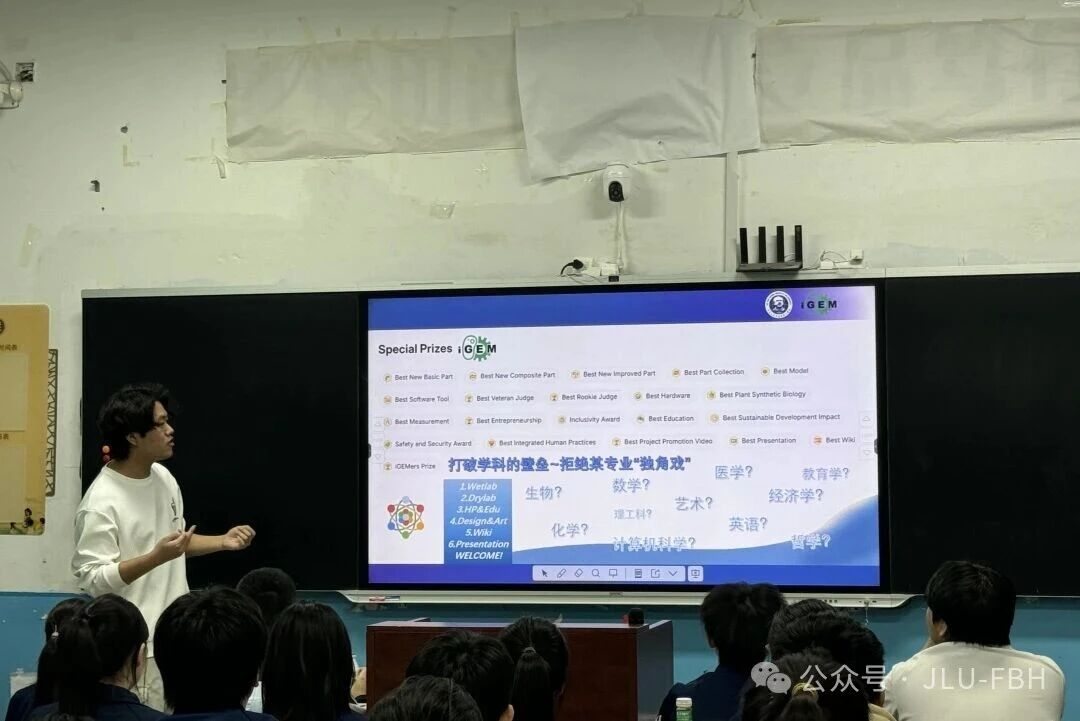 iGEM
Special Prizes iGEM
Best New Basic Part Best New Composite Part Best New Improved Part Best Part Collection Best Model
Best Software Tool Best Veteran Judge Best Rookie Judge Best Hardware Best Plant Synthetic Biology
Best Measurement Best Entrepreneurship Inclusivity Award Best Education Best Sustainable Development Impact
Safety and Security Award Best Integrated Human Practices Best Project Promotion Video Best Presentation Best Wiki
iGEMers Prize
打破学科的壁垒~拒绝某专业“独角戏”
1.Wetlab
2.Drylab
3.HP&Edu
4.Design&Art
5.Wiki
6.Presentation
WELCOME!
生物? 数学? 医学? 教育学?
理工科? 艺术? 经济学?
化学? 计算机科学? 英语? 哲学?
公众号 · JLU-FBH